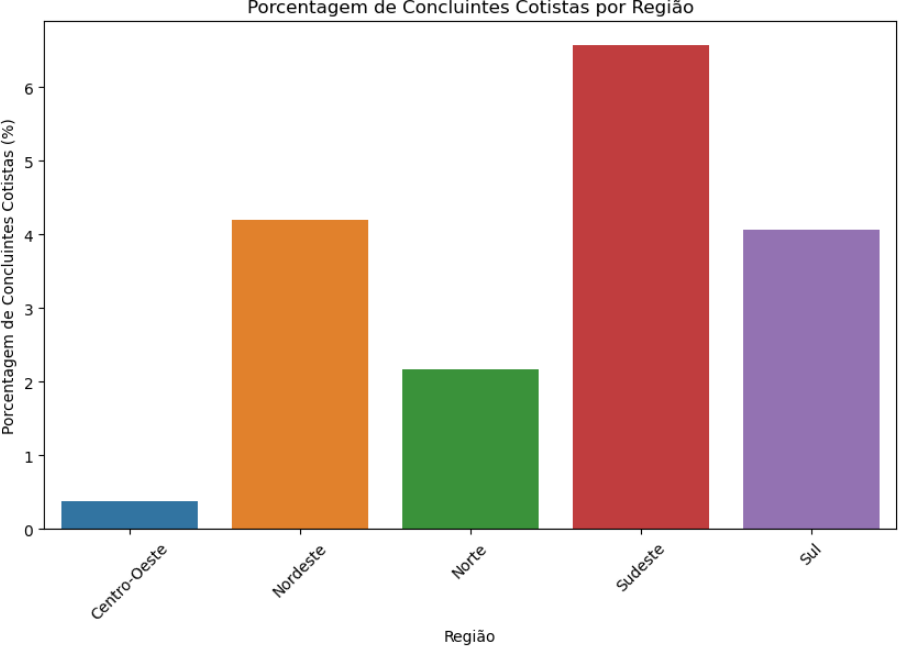 Porcentagem de Concluintes Cotistas por Região
Porcentagem de Concluintes Cotistas (%)
6
5
4
3
2
1
0
Centro-Oeste
Nordeste
Norte
Sudeste
Sul
Região